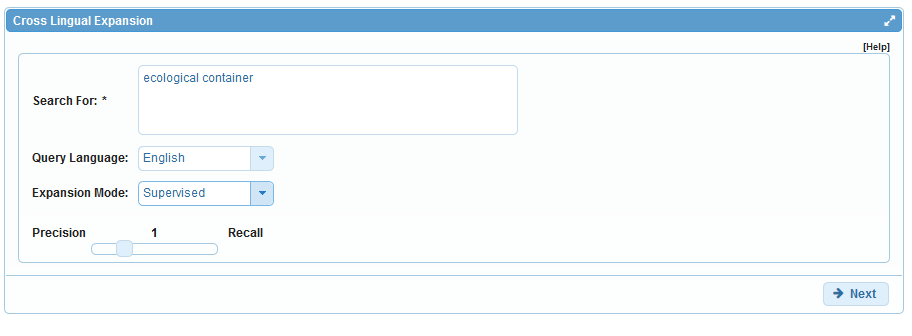 Cross Lingual Expansion
[Help]
Search For: *
ecological container
Query Language: English
Expansion Mode: Supervised
Precision 1 Recall
Next